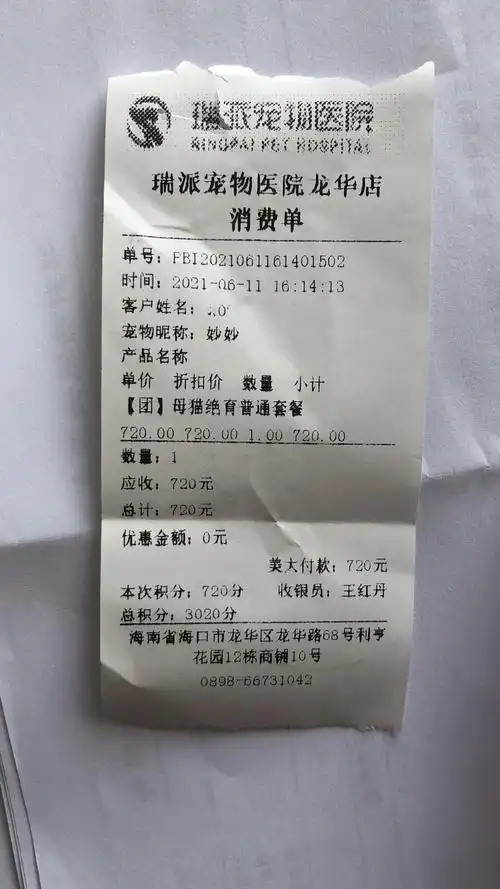 瑞派宠物医院
RINGPAI PET HOSPITAL
瑞派宠物医院龙华店
消费单
单号：FBI2021061161401502
时间：2021-06-11 16:14:13
客户姓名：
宠物昵称：妙妙
产品名称
单价 折扣价 数量 小计
【团】母猫绝育普通套餐
720.00 720.00 1.00 720.00
数量：1
应收：720元
总计：720元
优惠金额：0元
美大付款：720元
本次积分：720分 收银员：王红丹
总积分：3020分
海南省海口市龙华区龙华路68号利亨
花园12栋商铺10号
0898-66731042